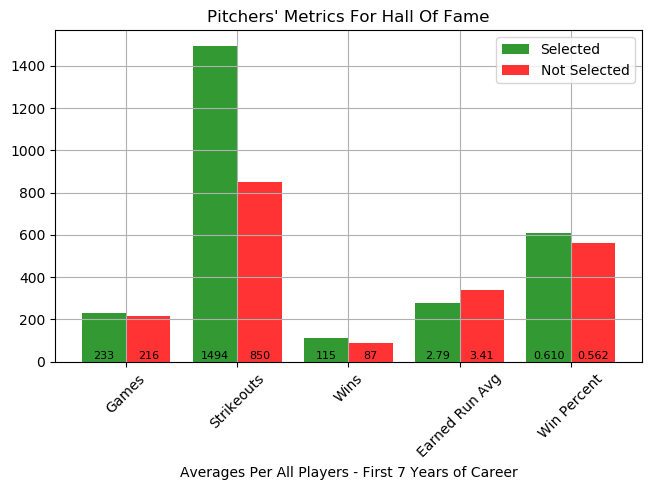 Pitchers' Metrics For Hall Of Fame
Selected
Not Selected
1400
1200
1000
800
600
400
200
0
233 216 1494 850 115 87 2.79 3.41 0.610 0.562
Games
Strikeouts
Wins
Earned Run Avg
Win Percent
Averages Per All Players - First 7 Years of Career